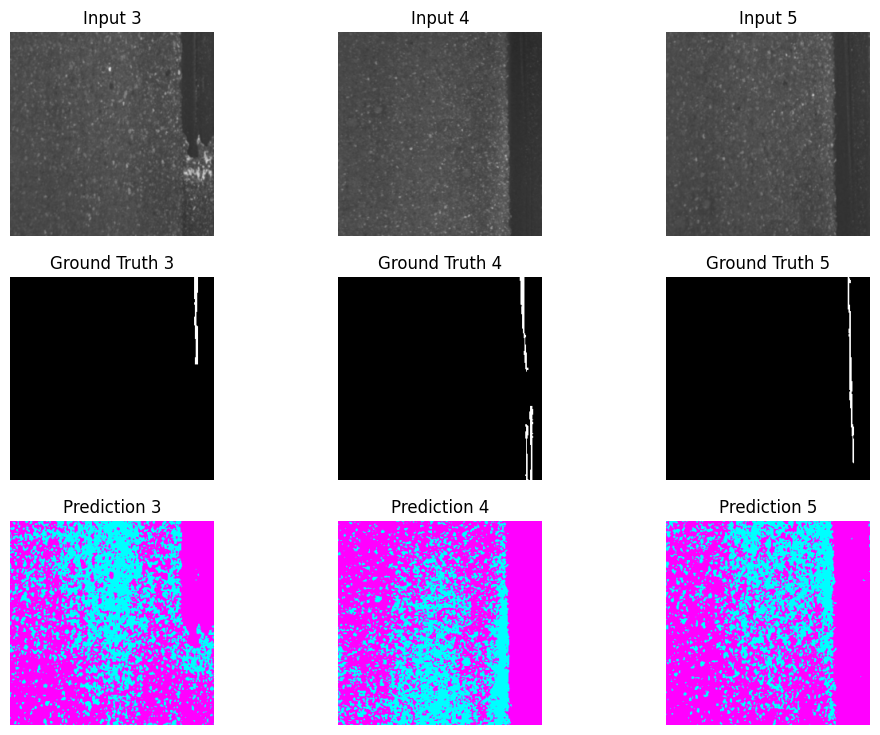 Input 3
Input 4
Input 5
Ground Truth 3
Ground Truth 4
Ground Truth 5
Prediction 3
Prediction 4
Prediction 5